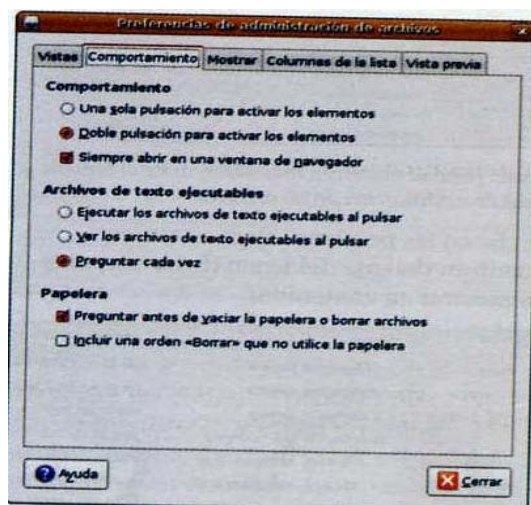 Preferencias de administración de archivos
Vistas Comportamiento Mostrar Columnas de la lista Vista previa
Comportamiento
Una sola pulsación para activar los elementos
Doble pulsación para activar los elementos
Siempre abrir en una ventana de navegador
Archivos de texto ejecutables
Ejecutar los archivos de texto ejecutables al pulsar
Ver los archivos de texto ejecutables al pulsar
Preguntar cada vez
Papelera
Preguntar antes de vaciar la papelera o borrar archivos
Incluir una orden «Borrar» que no utilice la papelera
Ayuda Cerrar